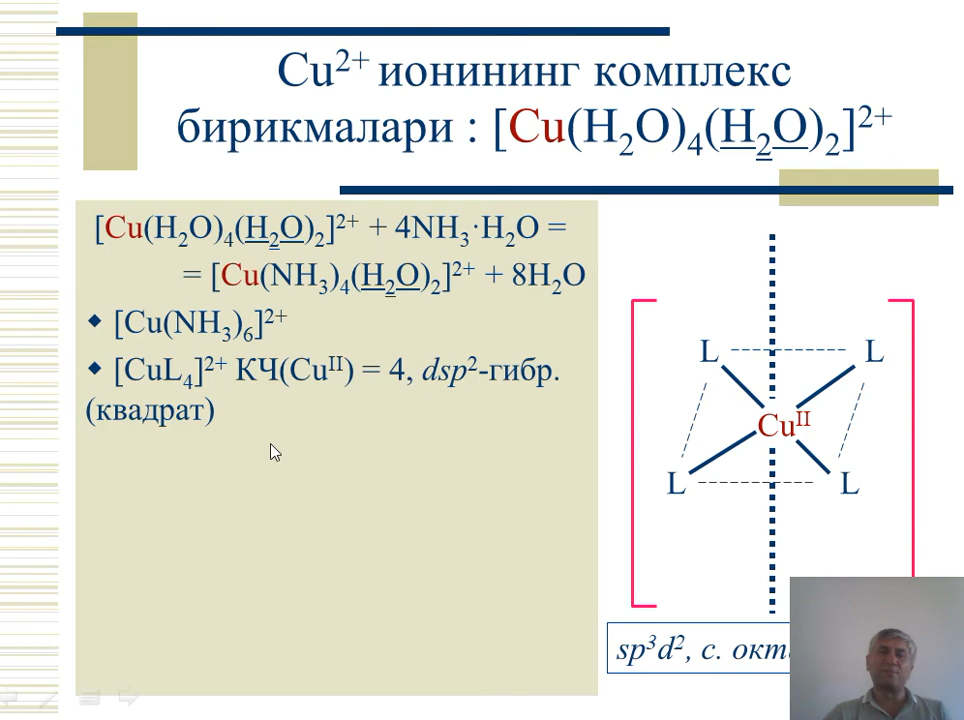 Cu²⁺ ионининг комплекс
бирикмалари : [Cu(H₂O)₄(H₂O)₂]²⁺
[Cu(H₂O)₄(H₂O)₂]²⁺ + 4NH₃·H₂O =
= [Cu(NH₃)₄(H₂O)₂]²⁺ + 8H₂O
[Cu(NH₃)₆]²⁺
[CuL₄]²⁺ КЧ(Cuᴵᴵ) = 4, dsp²-гибр.
(квадрат)
L L
Cuᴵᴵ
L L
sp³d², с.